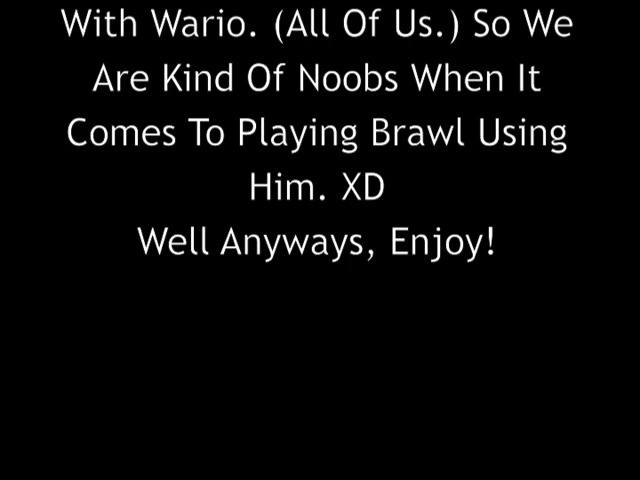 With Wario. (All Of Us.) So We
Are Kind Of Noobs When It
Comes To Playing Brawl Using
Him. XD
Well Anyways, Enjoy!